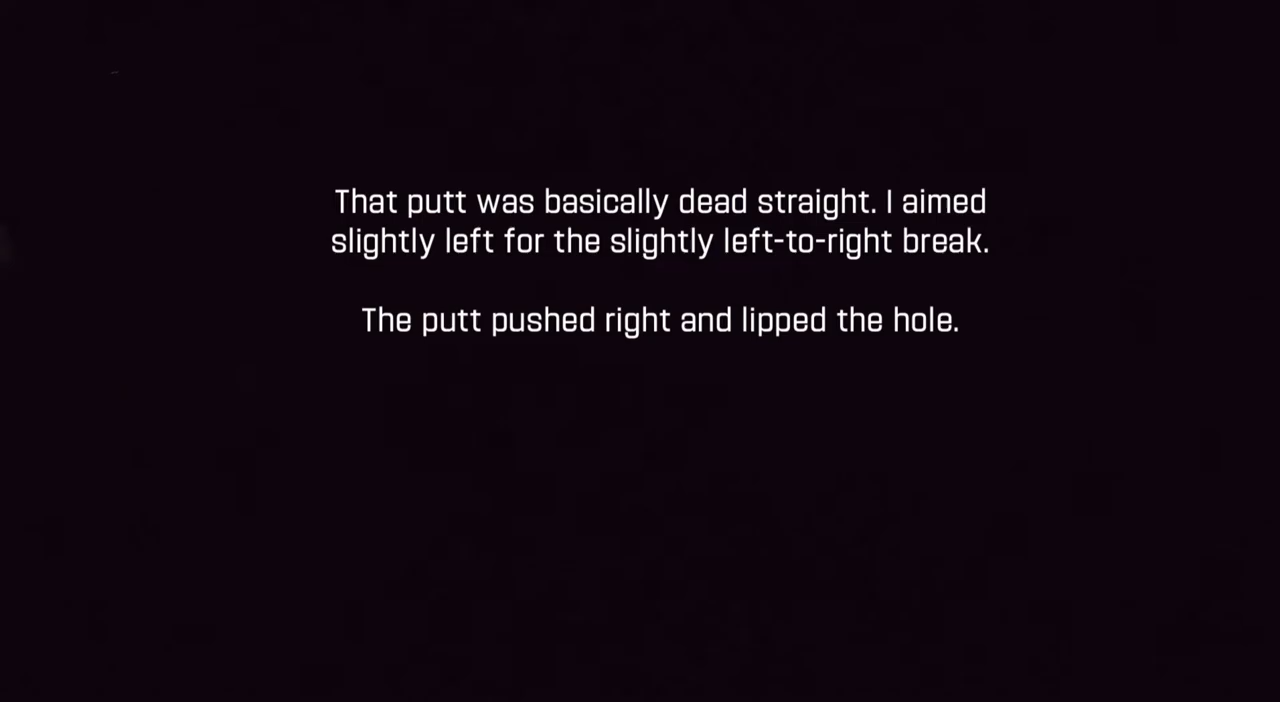 That putt was basically dead straight. I aimed
slightly left for the slightly left-to-right break.
The putt pushed right and lipped the hole.